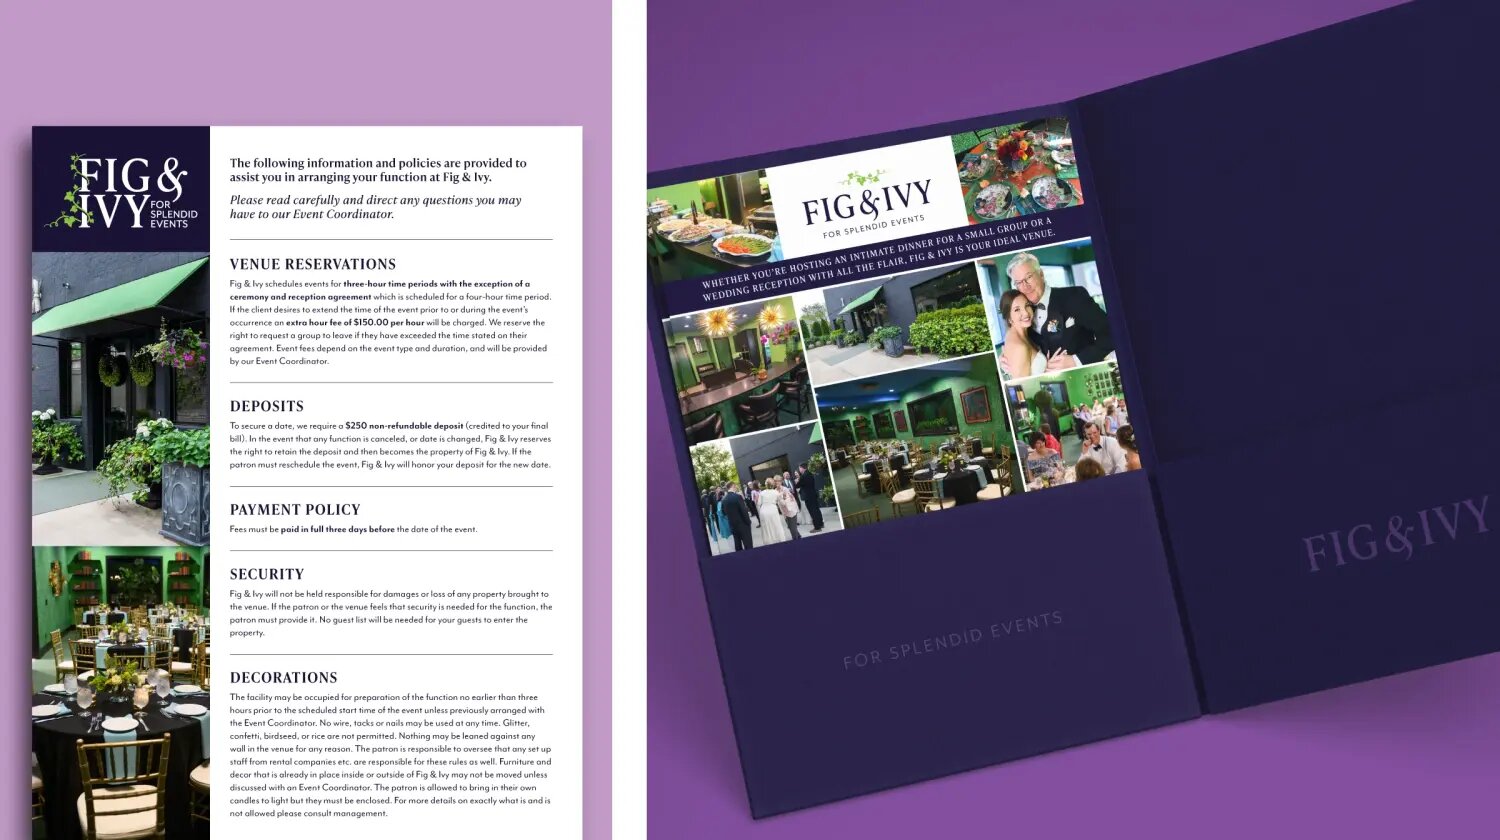 FIG &
IVY
FOR
SPLENDID
EVENTS
The following information and policies are provided to
assist you in arranging your function at Fig & Ivy.
Please read carefully and direct any questions you may
have to our Event Coordinator.
VENUE RESERVATIONS
Fig & Ivy schedules events for three-hour time periods with the exception of a
ceremony and reception agreement which is scheduled for a four-hour time period.
If the client desires to extend the time of the event prior to or during the event's
occurrence an extra hour fee of $150.00 per hour will be charged. We reserve the
right to request a group to leave if they have exceeded the time stated on their
agreement. Event fees depend on the event type and duration, and will be provided
by our Event Coordinator.
DEPOSITS
To secure a date, we require a $250 non-refundable deposit (credited to your final
bill). In the event that any function is canceled, or date is changed, Fig & Ivy reserves
the right to retain the deposit and then becomes the property of Fig & Ivy. If the
patron must reschedule the event, Fig & Ivy will honor your deposit for the new date.
PAYMENT POLICY
Fees must be paid in full three days before the date of the event.
SECURITY
Fig & Ivy will not be held responsible for damages or loss of any property brought to
the venue. If the patron or the venue feels that security is needed for the function, the
patron must provide it. No guest list will be needed for your guests to enter the
property.
DECORATIONS
The facility may be occupied for preparation of the function no earlier than three
hours prior to the scheduled start time of the event unless previously arranged with
the Event Coordinator. No wire, tacks or nails may be used at any time. Glitter,
confetti, birdseed, or rice are not permitted. Nothing may be leaned against any
wall in the venue for any reason. The patron is responsible to oversee that any set up
staff from rental companies etc. are responsible for these rules as well. Furniture and
decor that is already in place inside or outside of Fig & Ivy may not be moved unless
discussed with an Event Coordinator. The patron is allowed to bring in their own
candles to light but they must be enclosed. For more details on exactly what is and is
not allowed please consult management.
FIG & IVY
FOR SPLENDID EVENTS
WHETHER YOU'RE HOSTING AN INTIMATE DINNER FOR A SMALL GROUP OR A
WEDDING RECEPTION WITH ALL THE FLAIR, FIG & IVY IS YOUR IDEAL VENUE.
FOR SPLENDID EVENTS
FIG & IVY